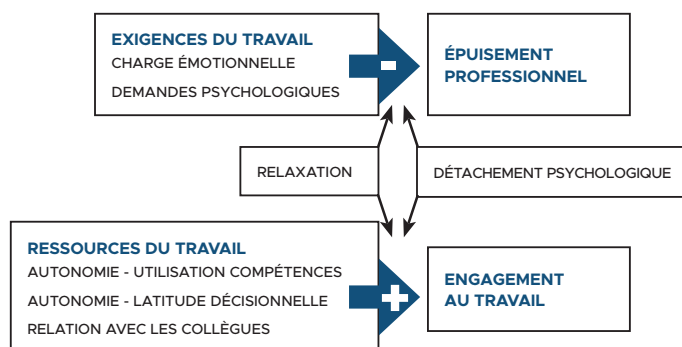 EXIGENCES DU TRAVAIL
CHARGE ÉMOTIONNELLE
DEMANDES PSYCHOLOGIQUES
-
ÉPUISEMENT
PROFESSIONNEL
RELAXATION
DÉTACHEMENT PSYCHOLOGIQUE
RESSOURCES DU TRAVAIL
AUTONOMIE - UTILISATION COMPÉTENCES
AUTONOMIE - LATITUDE DÉCISIONNELLE
RELATION AVEC LES COLLÈGUES
+
ENGAGEMENT
AU TRAVAIL